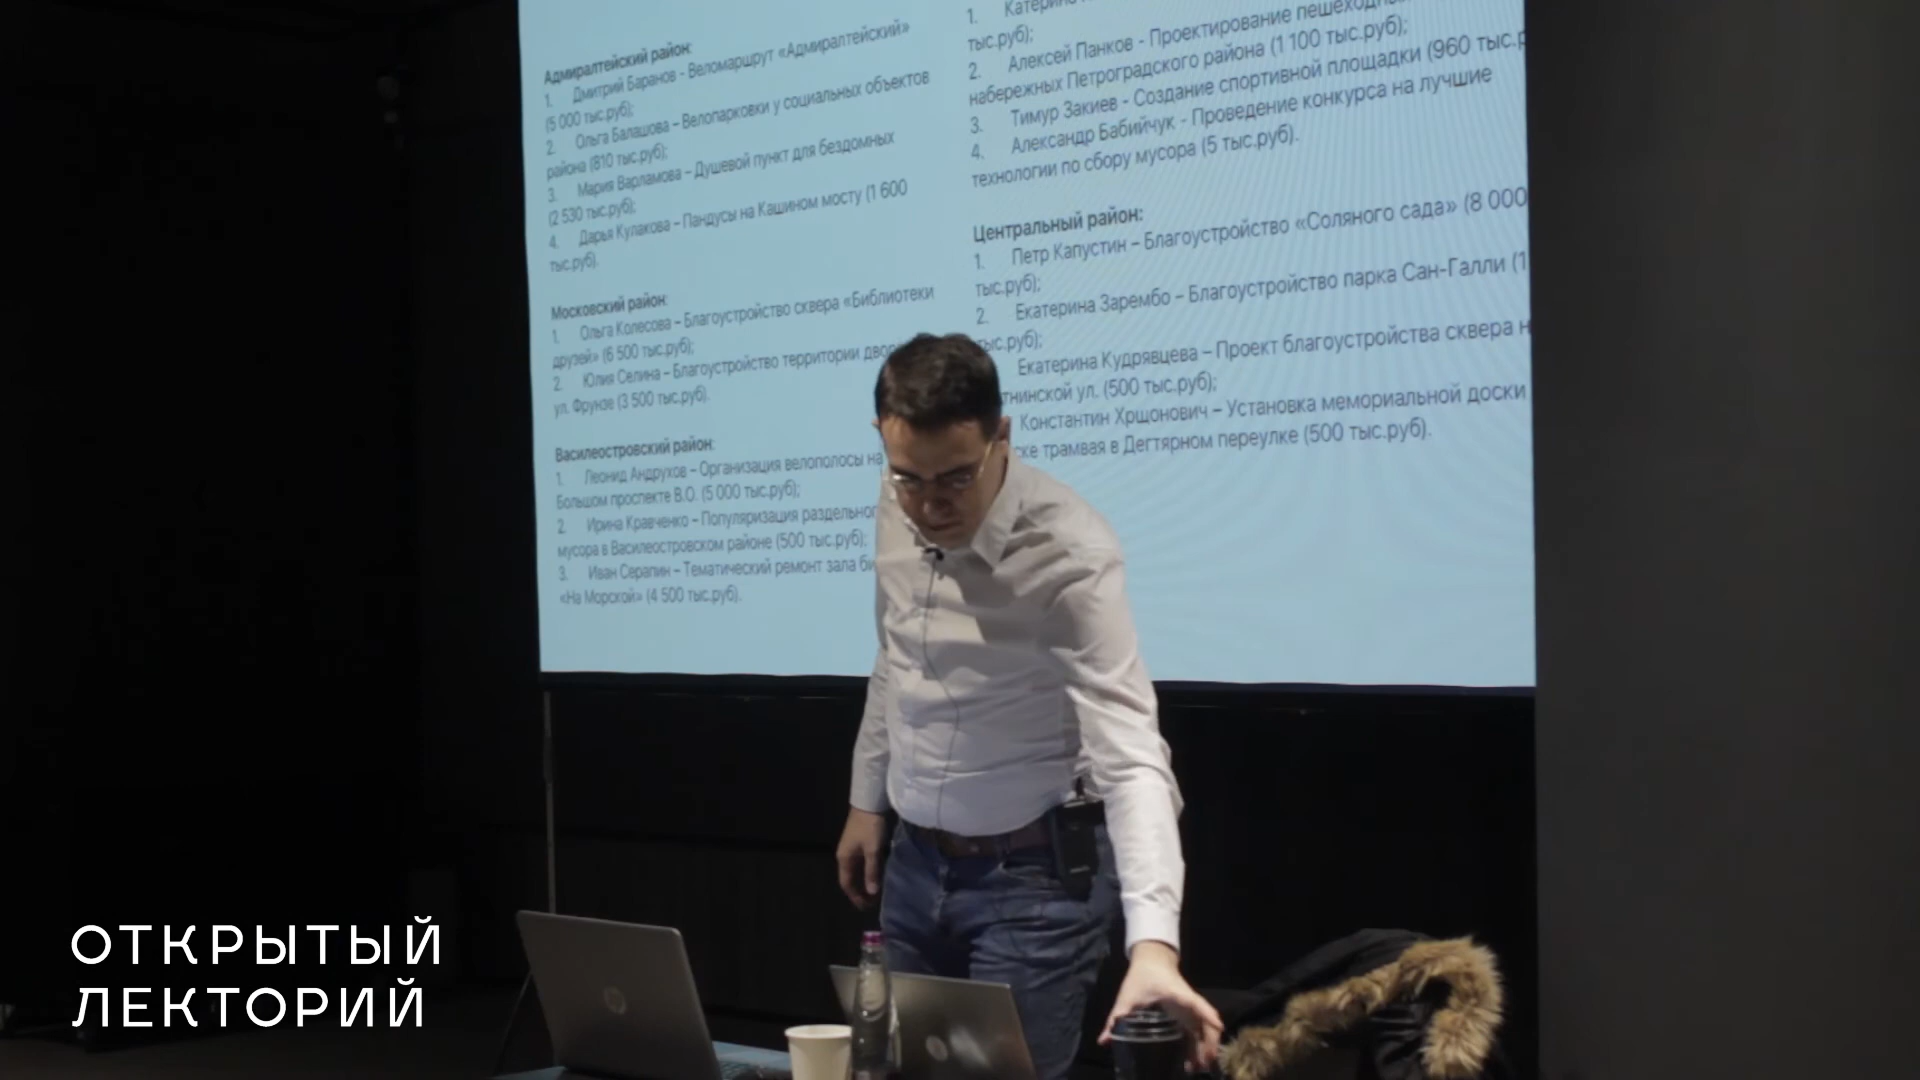 Адмиралтейский район:
1. Дмитрий Баранов - Веломаршрут «Адмиралтейский»
(5 000 тыс.руб);
2. Ольга Балашова – Велопарковки у социальных объектов
района (810 тыс.руб);
3. Мария Варламова – Душевой пункт для бездомных
(2 530 тыс.руб);
4. Дарья Кулакова – Пандусы на Кашином мосту (1 600
тыс.руб).
Московский район:
1. Ольга Колесова – Благоустройство сквера «Библиотеки
друзей» (6 500 тыс.руб);
2. Юлия Селина – Благоустройство территории
ул. Фрунзе (3 500 тыс.руб).
Василеостровский район:
1. Леонид Андрухов – Организация велополосы на
Большом проспекте В.О. (5 000 тыс.руб);
2. Ирина Кравченко – Популяризация
мусора в Василеостровском районе (500 тыс.руб);
3. Иван Серапин – Тематический ремонт зала
«На Морской» (4 500 тыс.руб).
1.
тыс.руб);
2. Алексей Панков - Проектирование
набережных Петроградского района (1 100 тыс.руб);
3. Тимур Закиев - Создание спортивной площадки (960
4. Александр Бабийчук - Проведение конкурса на лучшие
технологии по сбору мусора (5 тыс.руб).
Центральный район:
1. Петр Капустин – Благоустройство «Соляного сада» (8 000
тыс.руб);
2. Екатерина Зарембо – Благоустройство парка Сан-Галли (1
тыс.руб);
Екатерина Кудрявцева – Проект благоустройства сквера
ул. (500 тыс.руб);
Константин Хршонович – Установка мемориальной доски
трамвая в Дегтярном переулке (500 тыс.руб).
ОТКРЫТЫЙ
ЛЕКТОРИЙ